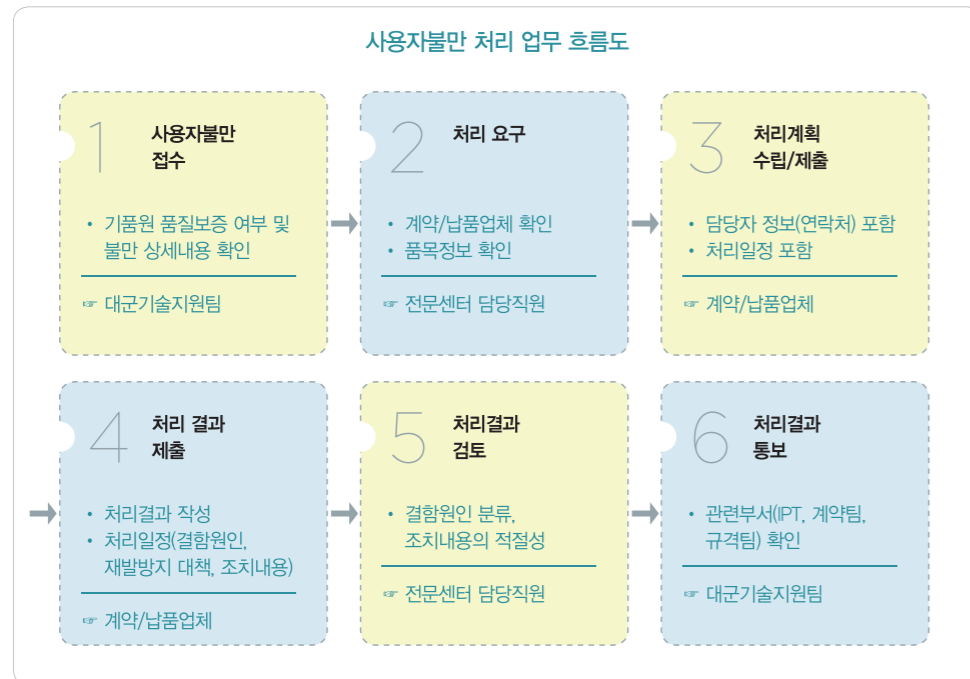 사용자불만 처리 업무 흐름도
1
사용자불만
접수
• 기품원 품질보증 여부 및
불만 상세내용 확인
☞ 대군기술지원팀
2
처리 요구
• 계약/납품업체 확인
• 품목정보 확인
☞ 전문센터 담당직원
3
처리계획
수립/제출
• 담당자 정보(연락처) 포함
• 처리일정 포함
☞ 계약/납품업체
4
처리 결과
제출
• 처리결과 작성
• 처리일정(결함원인,
재발방지 대책, 조치내용)
☞ 계약/납품업체
5
처리결과
검토
• 결함원인 분류,
조치내용의 적절성
☞ 전문센터 담당직원
6
처리결과
통보
• 관련부서(IPT, 계약팀,
규격팀) 확인
☞ 대군기술지원팀